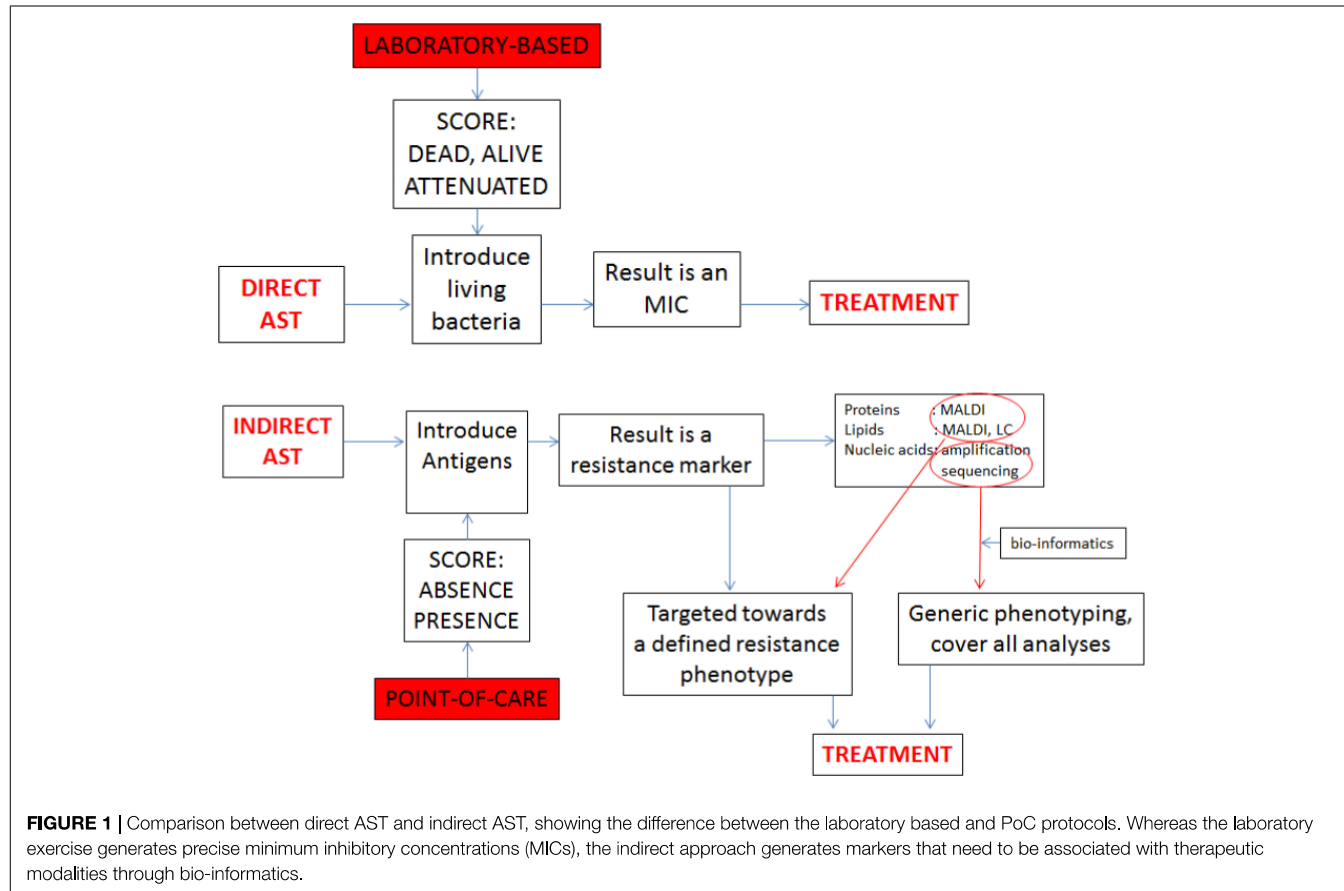 LABORATORY-BASED
SCORE:
DEAD, ALIVE
ATTENUATED
DIRECT
AST
Introduce
living
bacteria
Result is an
MIC
TREATMENT
INDIRECT
AST
Introduce
Antigens
Result is a
resistance marker
Proteins : MALDI
Lipids : MALDI, LC
Nucleic acids: amplification
sequencing
bio-informatics
SCORE:
ABSENCE
PRESENCE
POINT-OF-CARE
Targeted towards
a defined resistance
phenotype
Generic phenotyping,
cover all analyses
TREATMENT
FIGURE 1 | Comparison between direct AST and indirect AST, showing the difference between the laboratory based and PoC protocols. Whereas the laboratory
exercise generates precise minimum inhibitory concentrations (MICs), the indirect approach generates markers that need to be associated with therapeutic
modalities through bio-informatics.